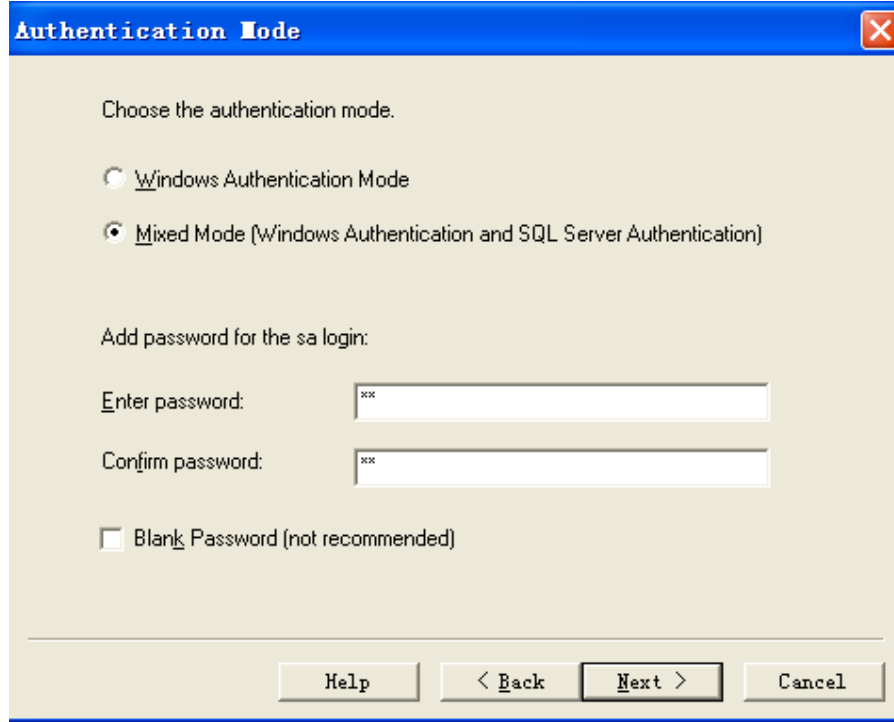 Authentication Mode
Choose the authentication mode.
Windows Authentication Mode
Mixed Mode (Windows Authentication and SQL Server Authentication)
Add password for the sa login:
Enter password: **
Confirm password: **
Blank Password (not recommended)
Help < Back Next > Cancel